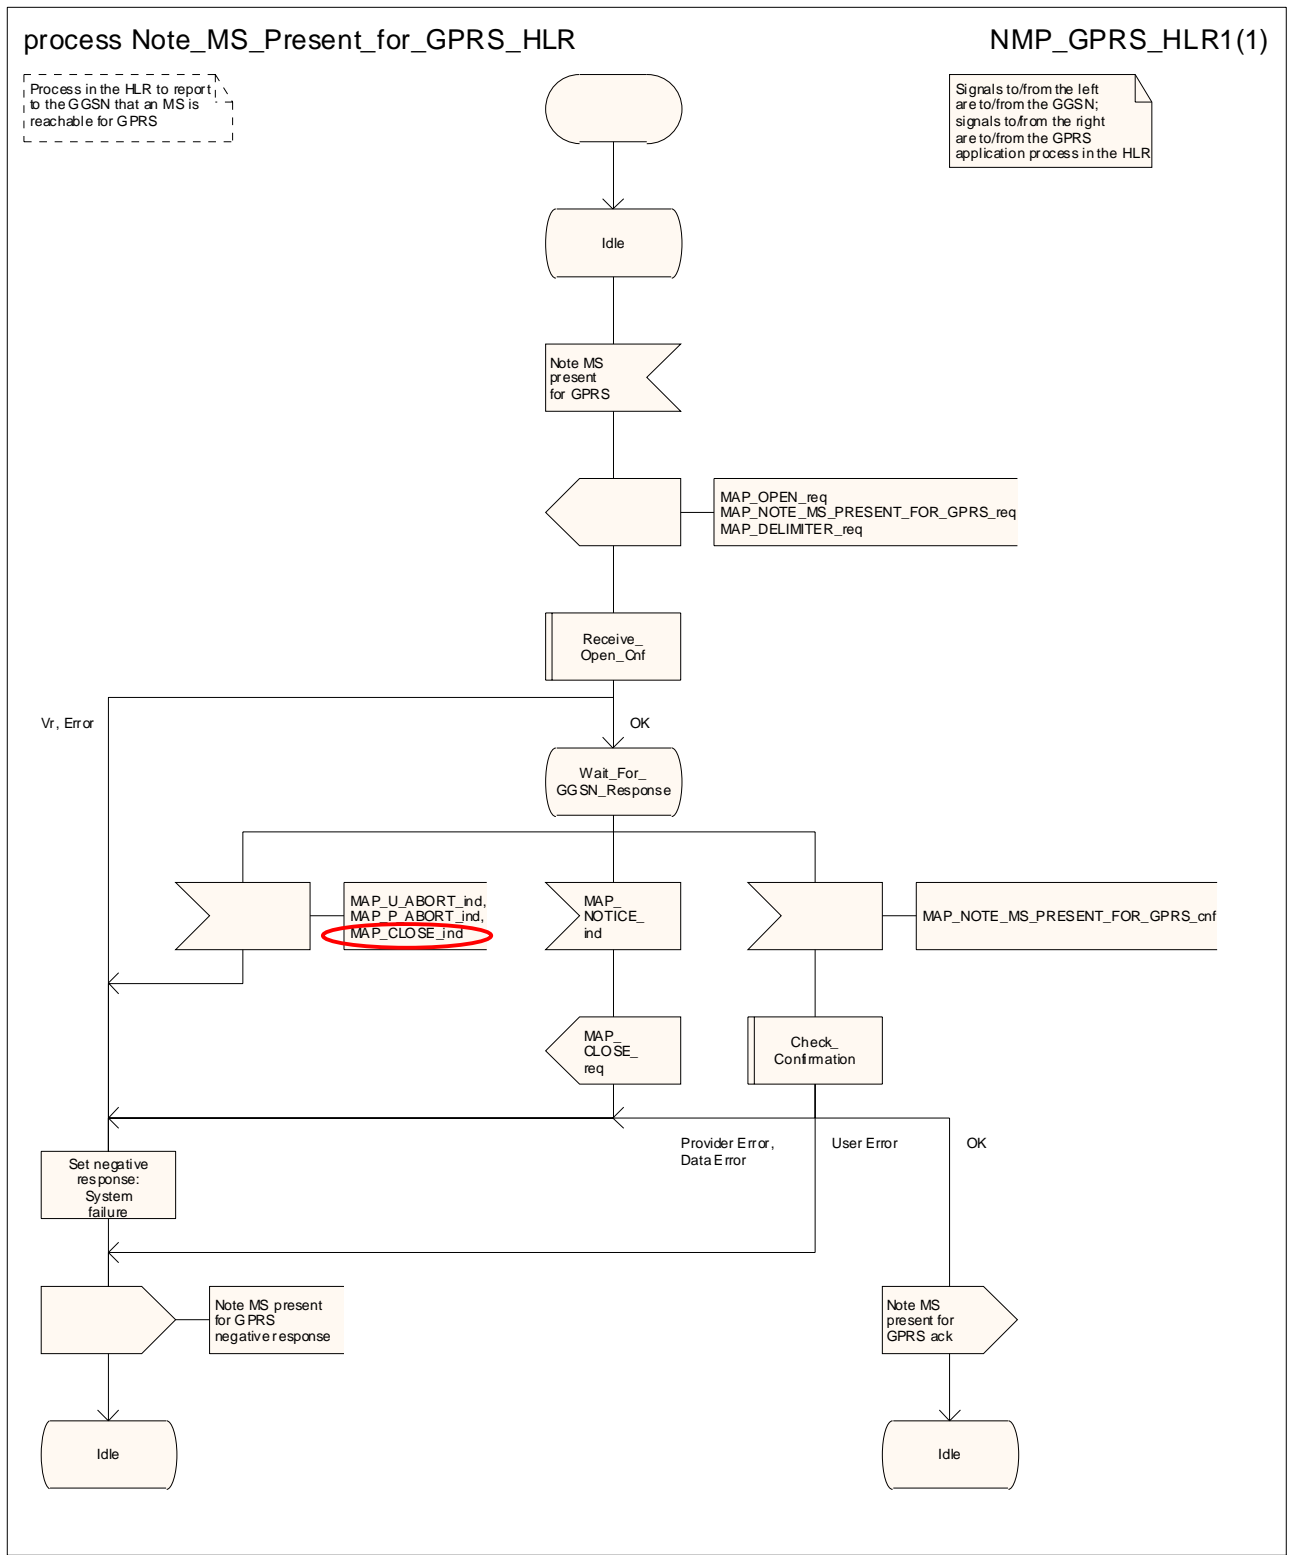 process Note_MS_Present_for_GPRS_HLR
NMP_GPRS_HLR1(1)
Process in the HLR to report
to the GGSN that an MS is
reachable for GPRS
Signals to/from the left
are to/from the GGSN;
signals to/from the right
are to/from the GPRS
application process in the HLR
Idle
Note MS
present
for GPRS
MAP_OPEN_req
MAP_NOTE_MS_PRESENT_FOR_GPRS_req
MAP_DELIMITER_req
Receive_
Open_Cnf
Vr, Error
OK
Wait_For_
GGSN_Response
MAP_U_ABORT_ind,
MAP_P_ABORT_ind,
MAP_CLOSE_ind
MAP_
NOTICE_
ind
MAP_NOTE_MS_PRESENT_FOR_GPRS_cnf
MAP_
CLOSE_
req
Check_
Confirmation
Provider Error,
Data Error
User Error
OK
Set negative
response:
System
failure
Note MS present
for GPRS
negative response
Note MS
present for
GPRS ack
Idle
Idle